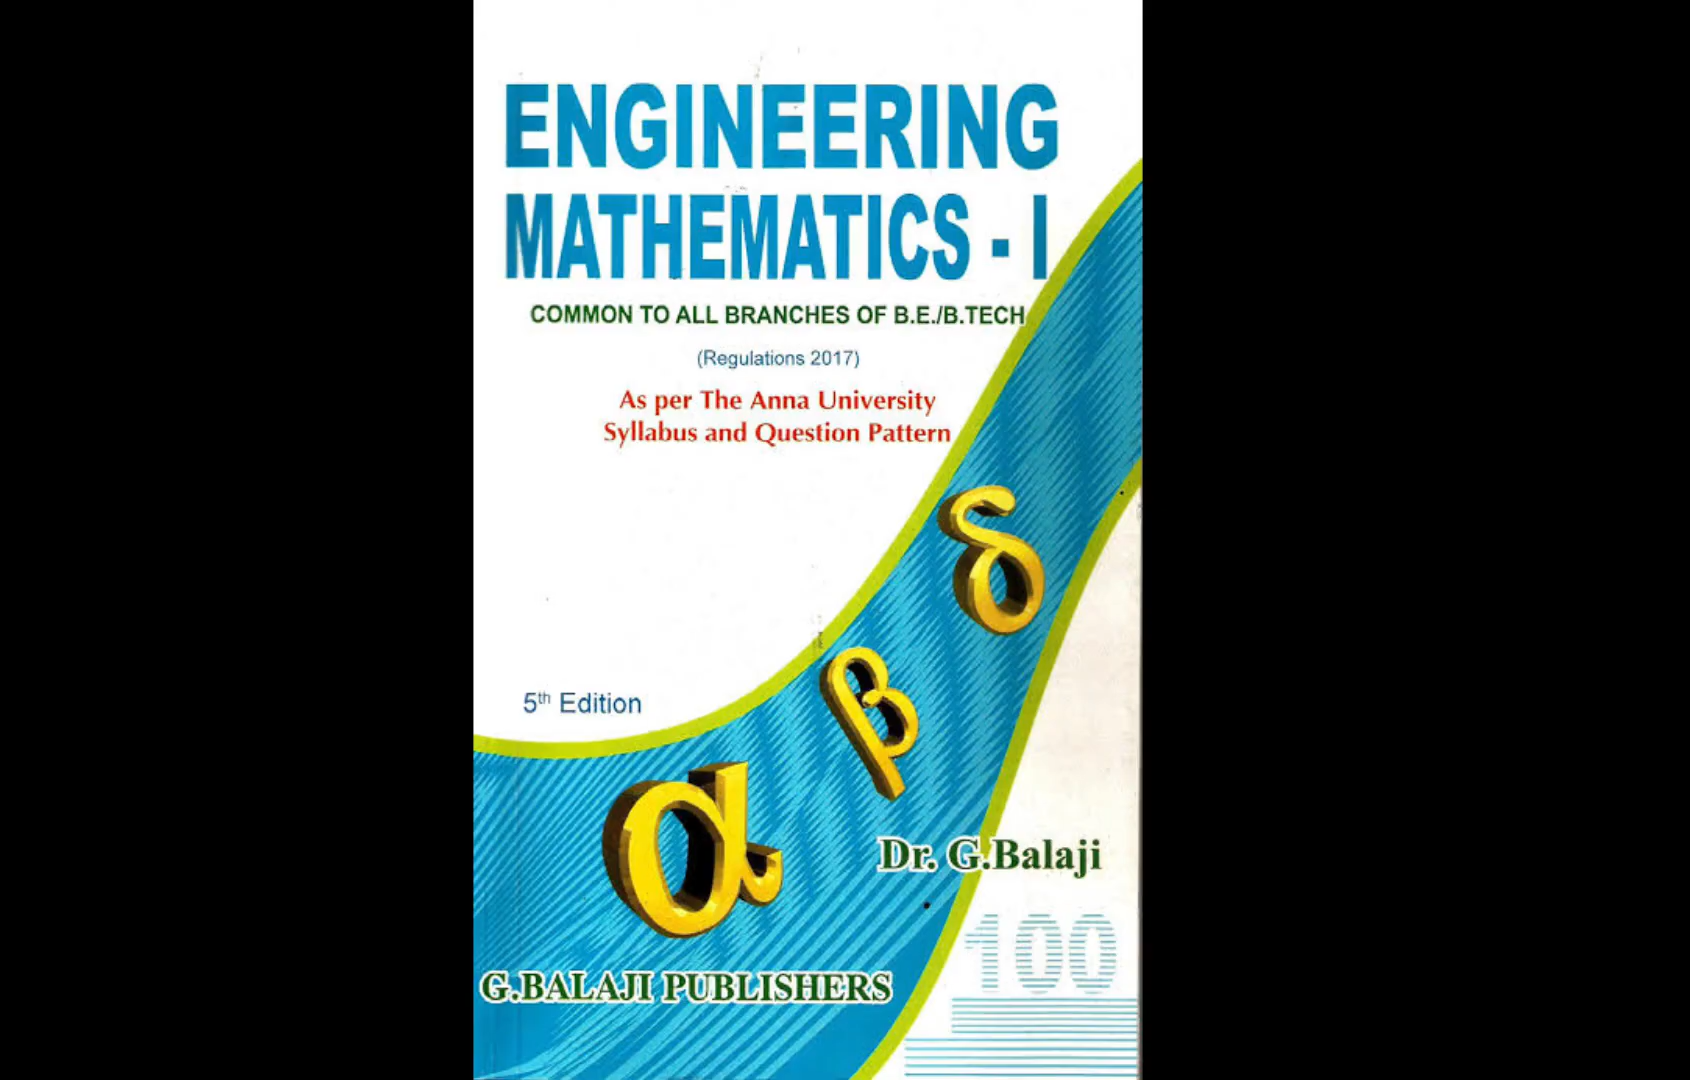 ENGINEERING
MATHEMATICS - I
COMMON TO ALL BRANCHES OF B.E./B.TECH
(Regulations 2017)
As per The Anna University
Syllabus and Question Pattern
δ
β
5th Edition
α
Dr. G.Balaji
100
G.BALAJI PUBLISHERS